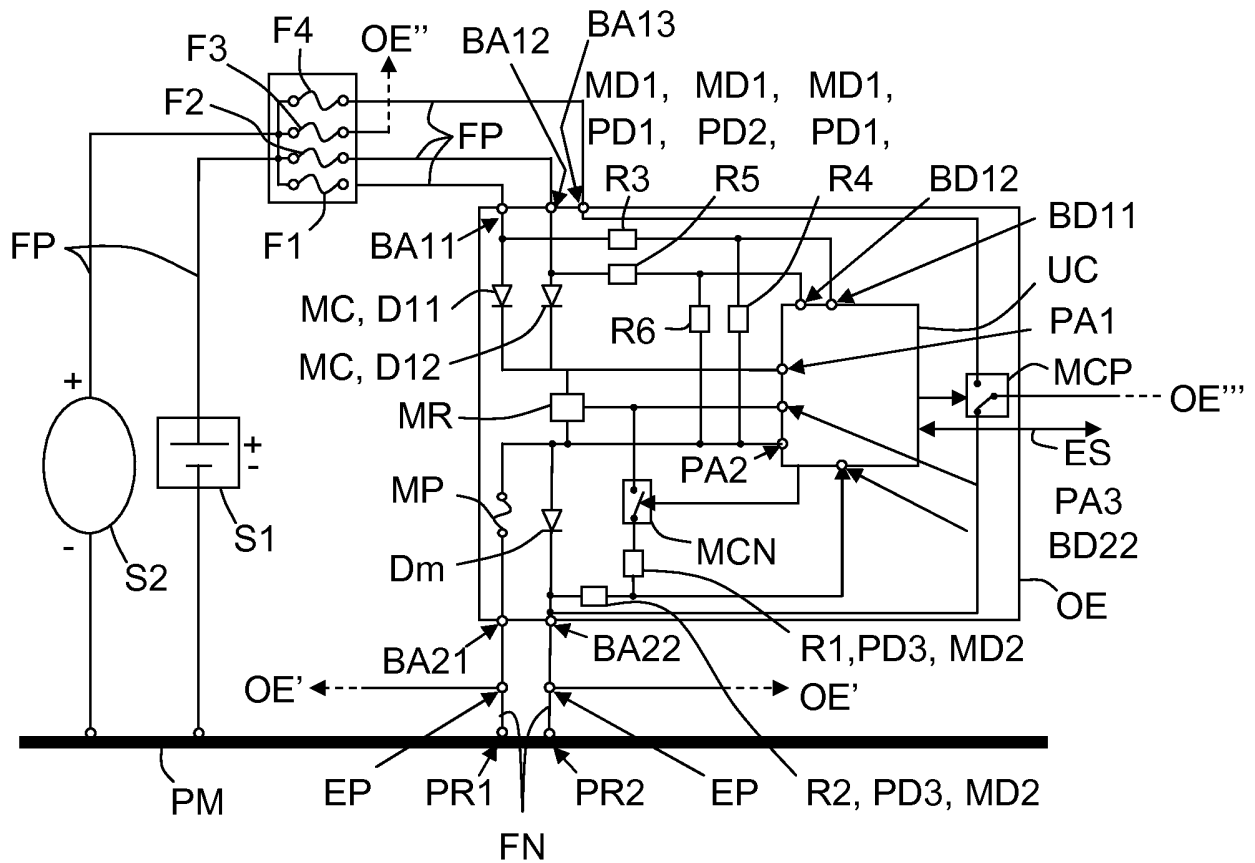 F4
OE''
BA12
BA13
F3
F2
MD1, MD1, MD1,
PD1, PD2, PD1,
R3 R5 R4
FP
BD12
BD11
F1
BA11
FP
UC
MC, D11
R6
PA1
MC, D12
MCP
OE'''
MR
+
+
-
PA2
ES
MP
PA3
S1
MCN
BD22
-
S2
Dm
OE
BA21
BA22
R1,PD3, MD2
OE'
OE'
PM
EP
PR1
PR2
EP
R2, PD3, MD2
FN